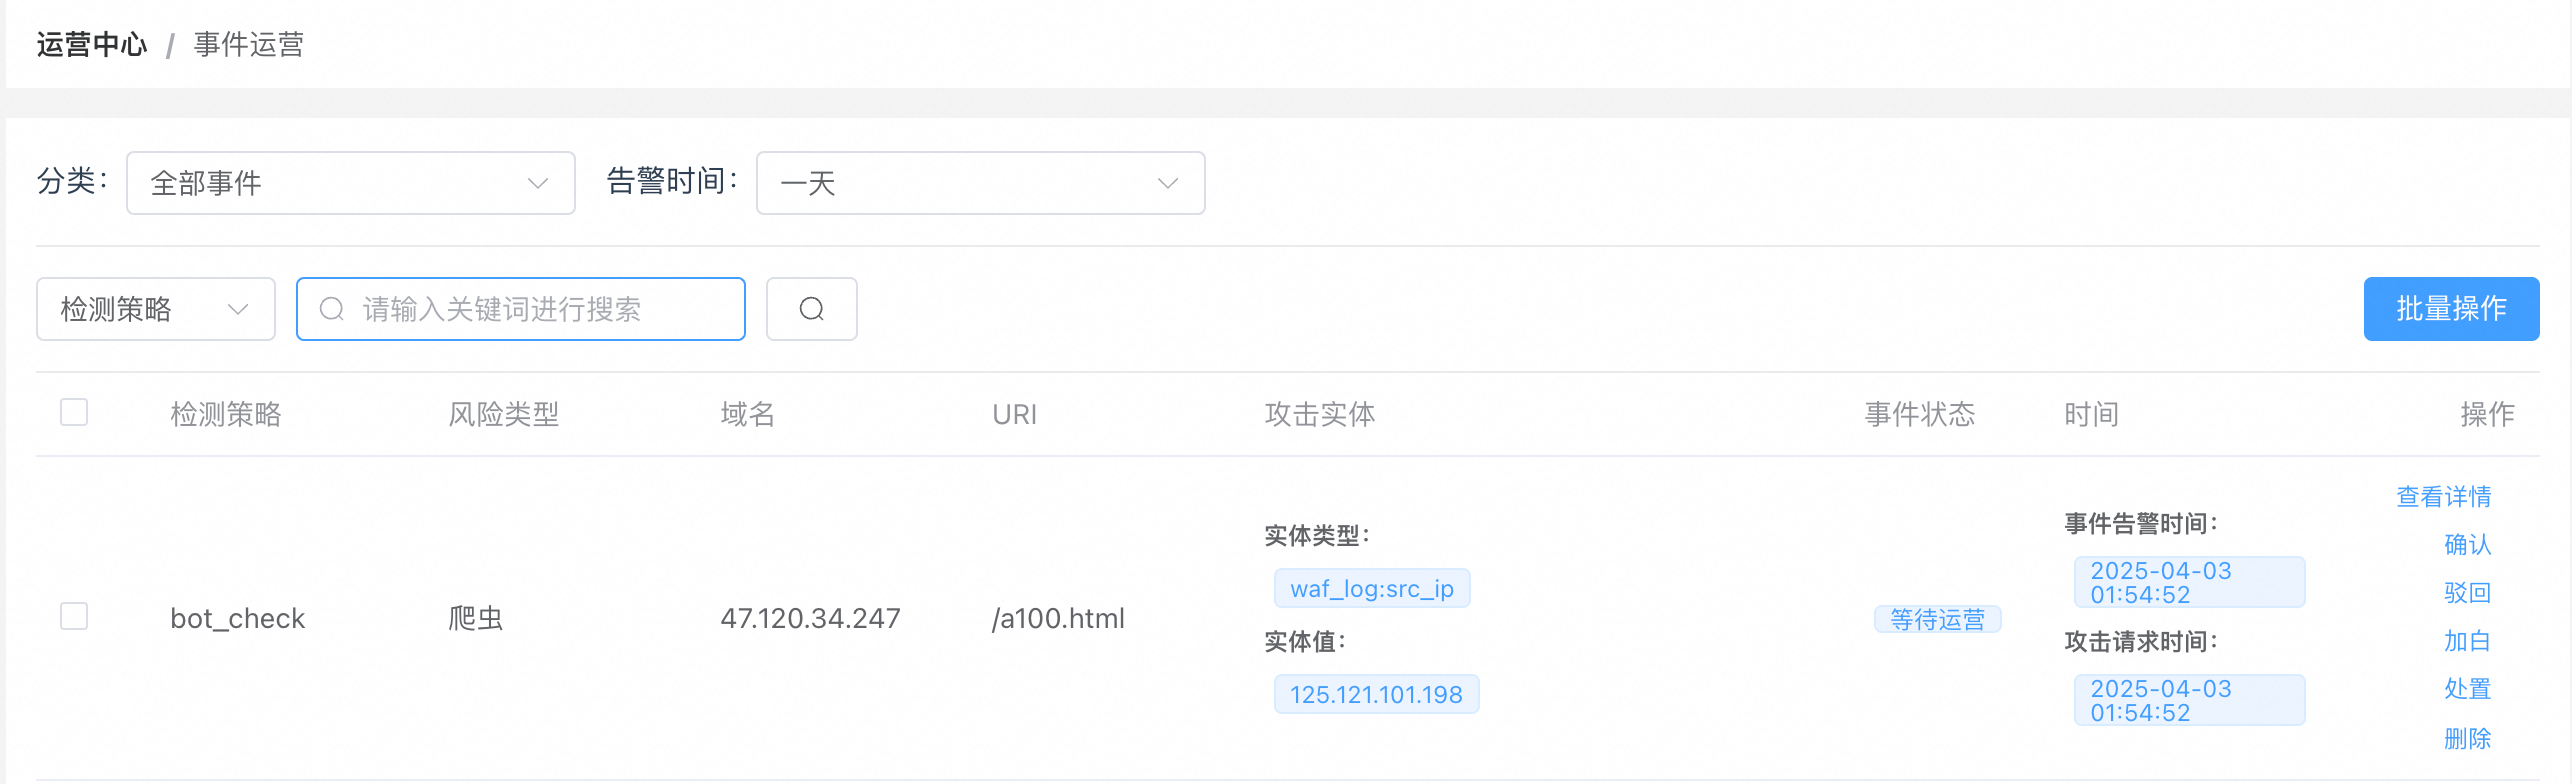 运营中心 / 事件运营
分类： 全部事件 告警时间： 一天
检测策略 请输入关键词进行搜索 批量操作
检测策略 风险类型 域名 URI 攻击实体 事件状态 时间 操作
bot_check 爬虫 47.120.34.247 /a100.html
实体类型：
waf_log:src_ip
实体值：
125.121.101.198
等待运营
事件告警时间：
2025-04-03
01:54:52
攻击请求时间：
2025-04-03
01:54:52
查看详情
确认
驳回
加白
处置
删除